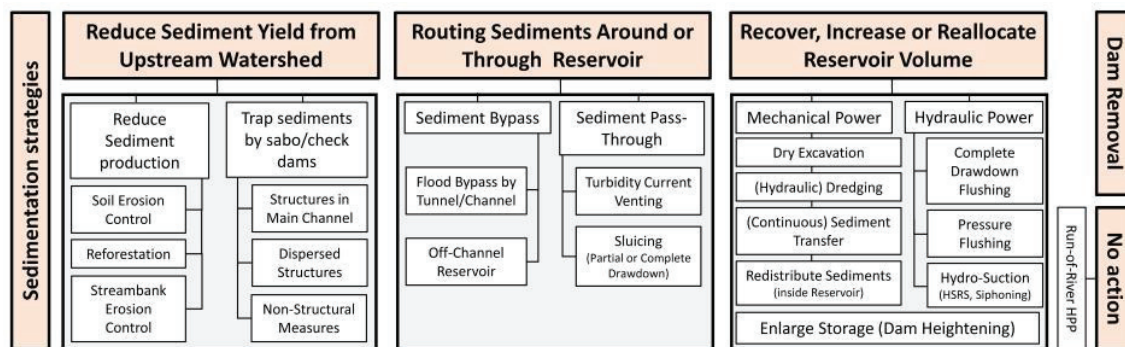 Sedimentation strategies
Reduce Sediment Yield from
Upstream Watershed
Reduce
Sediment
production
Soil Erosion
Control
Reforestation
Streambank
Erosion
Control
Trap sediments
by sabo/check
dams
Structures in
Main Channel
Dispersed
Structures
Non-Structural
Measures
Routing Sediments Around or
Through Reservoir
Sediment Bypass
Flood Bypass by
Tunnel/Channel
Off-Channel
Reservoir
Sediment Pass-
Through
Turbidity Current
Venting
Sluicing
(Partial or Complete
Drawdown)
Recover, Increase or Reallocate
Reservoir Volume
Mechanical Power
Dry Excavation
(Hydraulic) Dredging
(Continuous) Sediment
Transfer
Redistribute Sediments
(inside Reservoir)
Hydraulic Power
Complete
Drawdown
Flushing
Pressure
Flushing
Hydro-Suction
(HSRS, Siphoning)
Enlarge Storage (Dam Heightening)
Dam Removal
No action
Run-of-River HPP